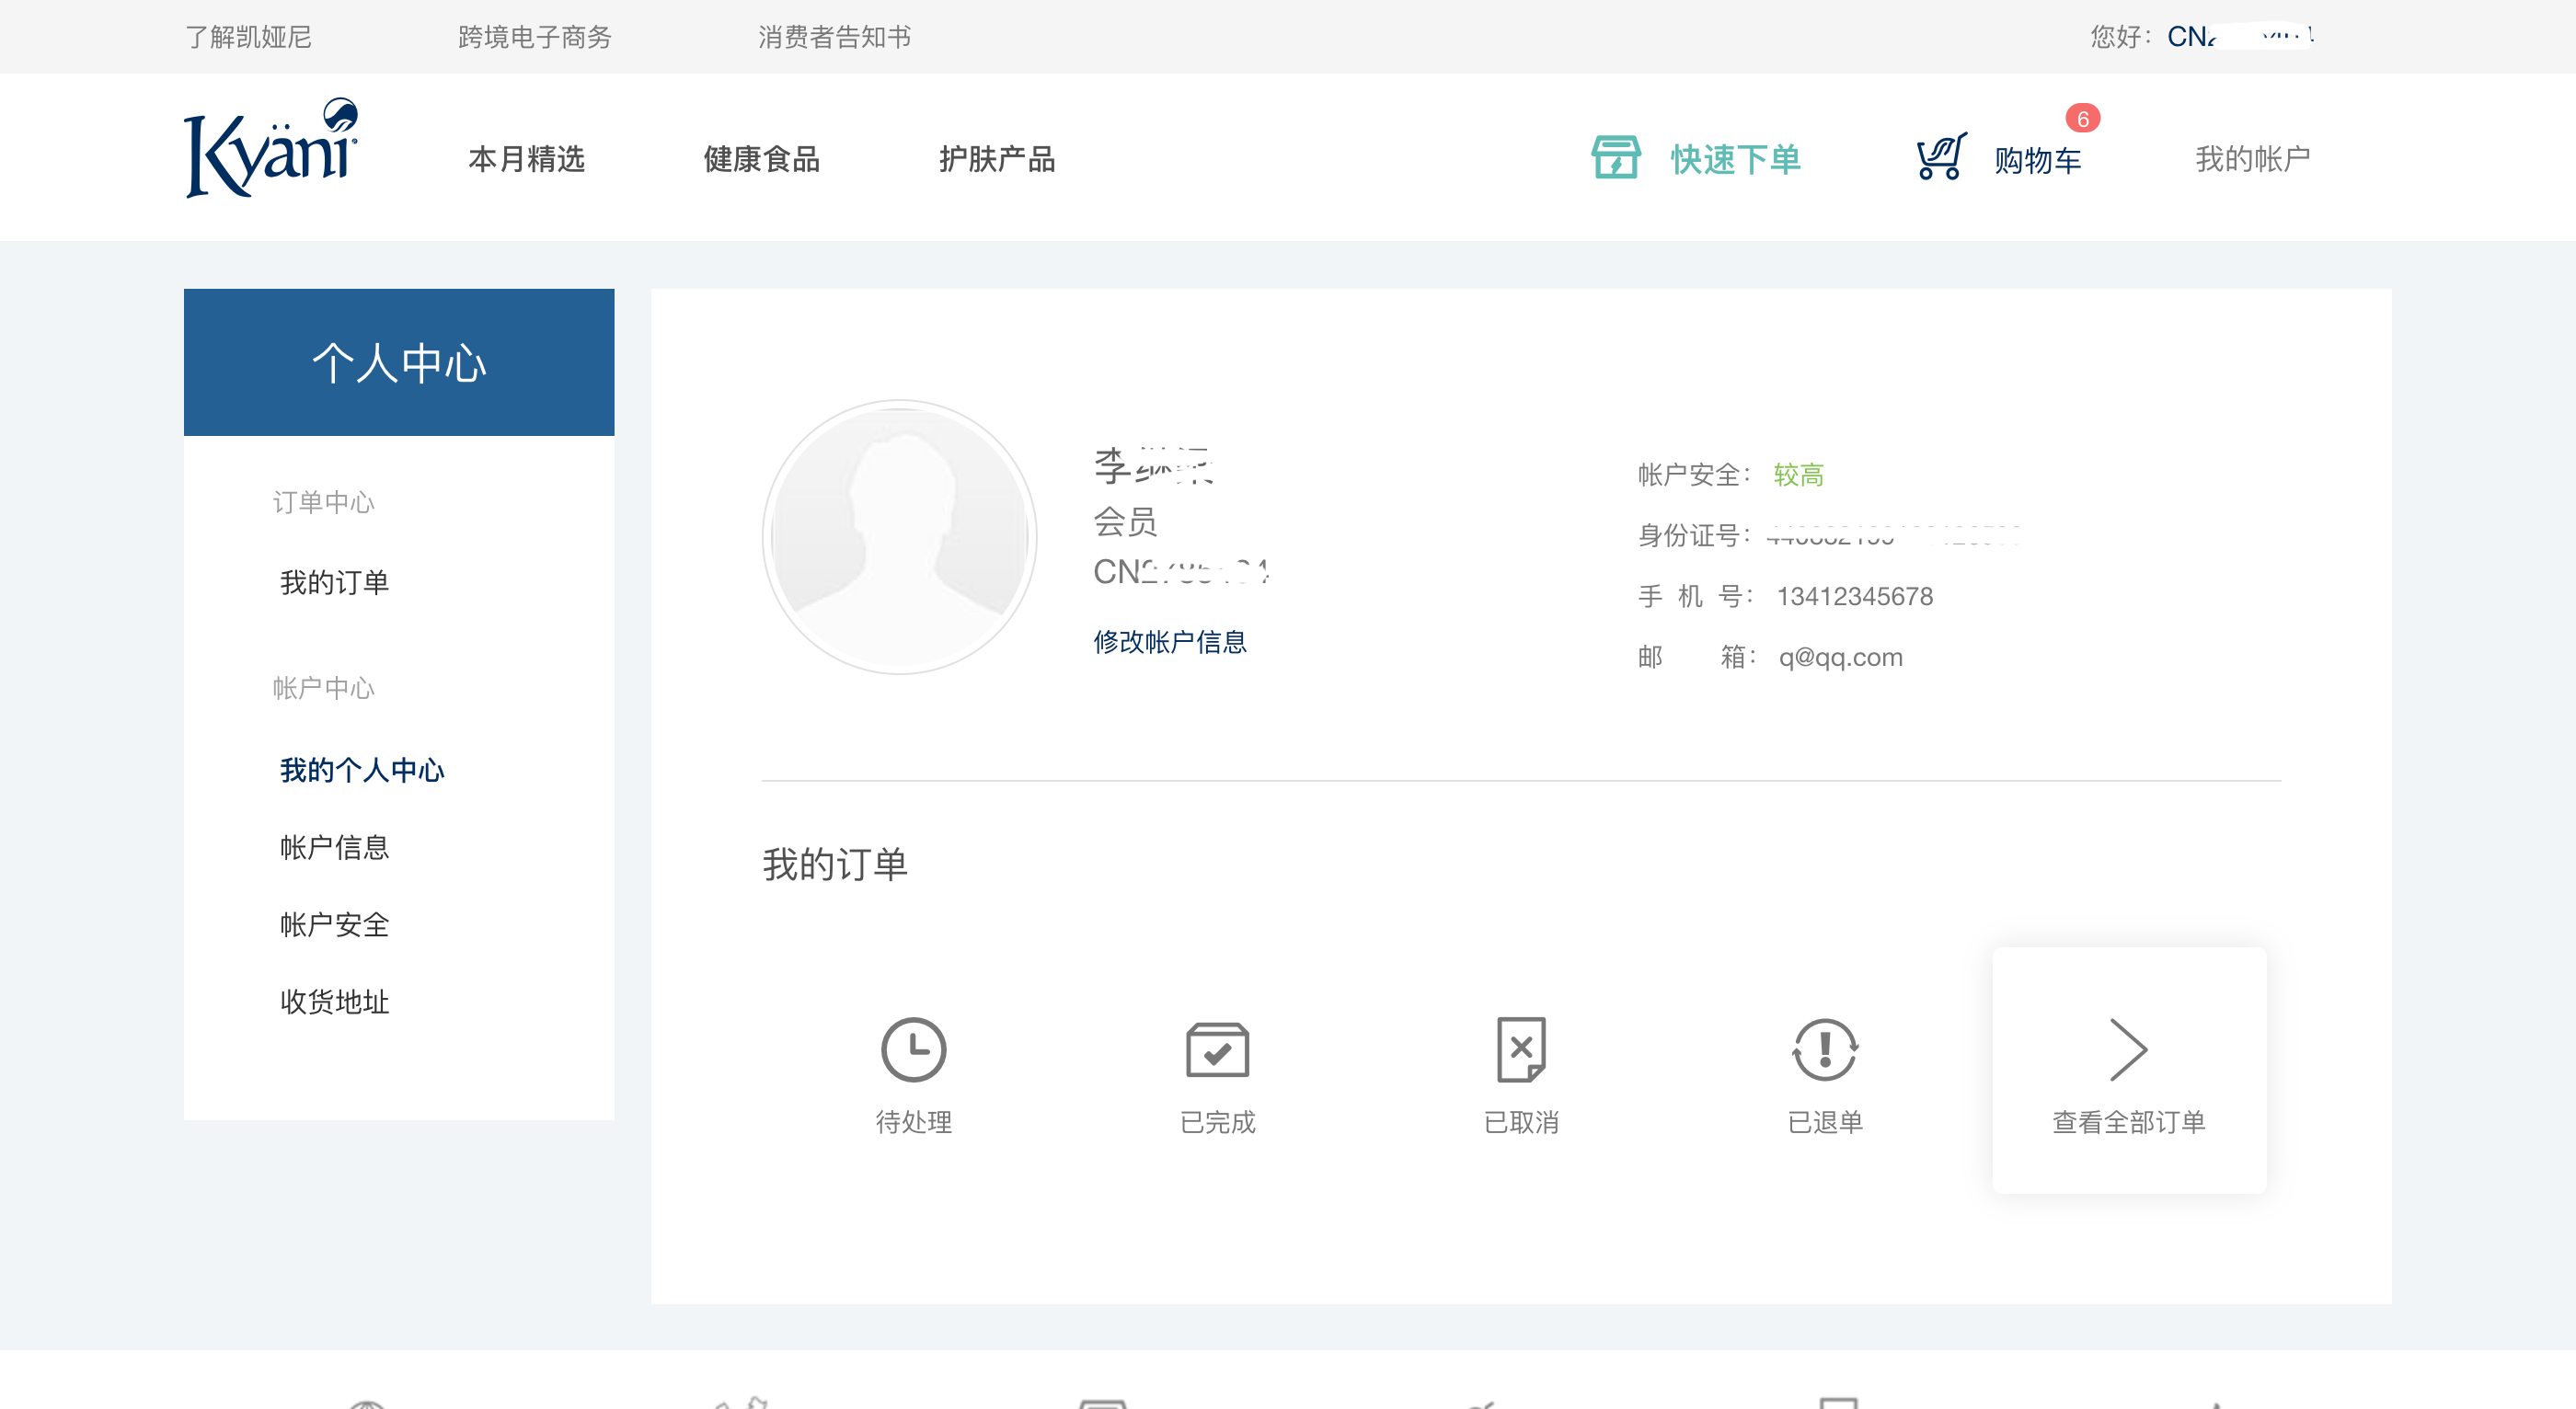 了解凯娅尼 跨境电子商务 消费者告知书 您好：CN
Kyäni 本月精选 健康食品 护肤产品 快速下单 购物车 6 我的帐户
个人中心
订单中心
我的订单
帐户中心
我的个人中心
帐户信息
帐户安全
收货地址
李
会员
CN
修改帐户信息
帐户安全：较高
身份证号：
手 机 号：13412345678
邮 箱：q@qq.com
我的订单
待处理 已完成 已取消 已退单 查看全部订单